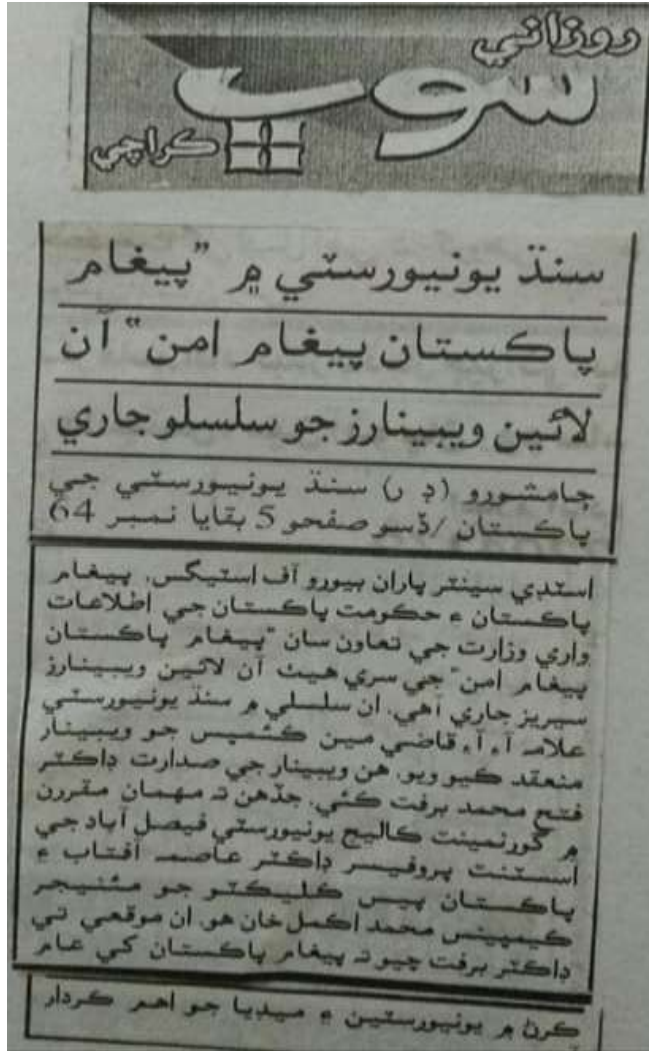 روزاني
سوڀ
ڪراچي
سنڌ يونيورسٽي ۾ ”پيغام
پاڪستان پيغام امن“ آن
لائين ويبينارز جو سلسلو جاري
ڄامشورو (پ ر) سنڌ يونيورسٽي جي
پاڪستان /ڏسو صفحو 5 بقايا نمبر 64
اسٽڊي سينٽر پاران بيورو آف اسٽيگس، پيغام
پاڪستان ۽ حڪومت پاڪستان جي اطلاعات
واري وزارت جي تعاون سان ”پيغام پاڪستان
پيغام امن“ جي سري هيٺ آن لائين ويبينارز
سيريز جاري آهي. ان سلسلي ۾ سنڌ يونيورسٽي
علامه آءِ آءِ قاضي مين ڪئمپس جو ويبينار
منعقد ڪيو ويو. هن ويبينار جي صدارت ڊاڪٽر
فتح محمد برفت ڪئي، جڏهن ته مهمان مقررن
۾ گورنمينٽ ڪاليج يونيورسٽي فيصل آباد جي
اسسٽنٽ پروفيسر ڊاڪٽر عاصمه آفتاب ۽
پاڪستان پيس ڪليڪٽو جو مئنيجر
ڪيمپينس محمد اڪمل خان هو. ان موقعي تي
ڊاڪٽر برفت چيو ته پيغام پاڪستان کي عام
ڪرڻ ۾ يونيورسٽين ۽ ميڊيا جو اهم ڪردار